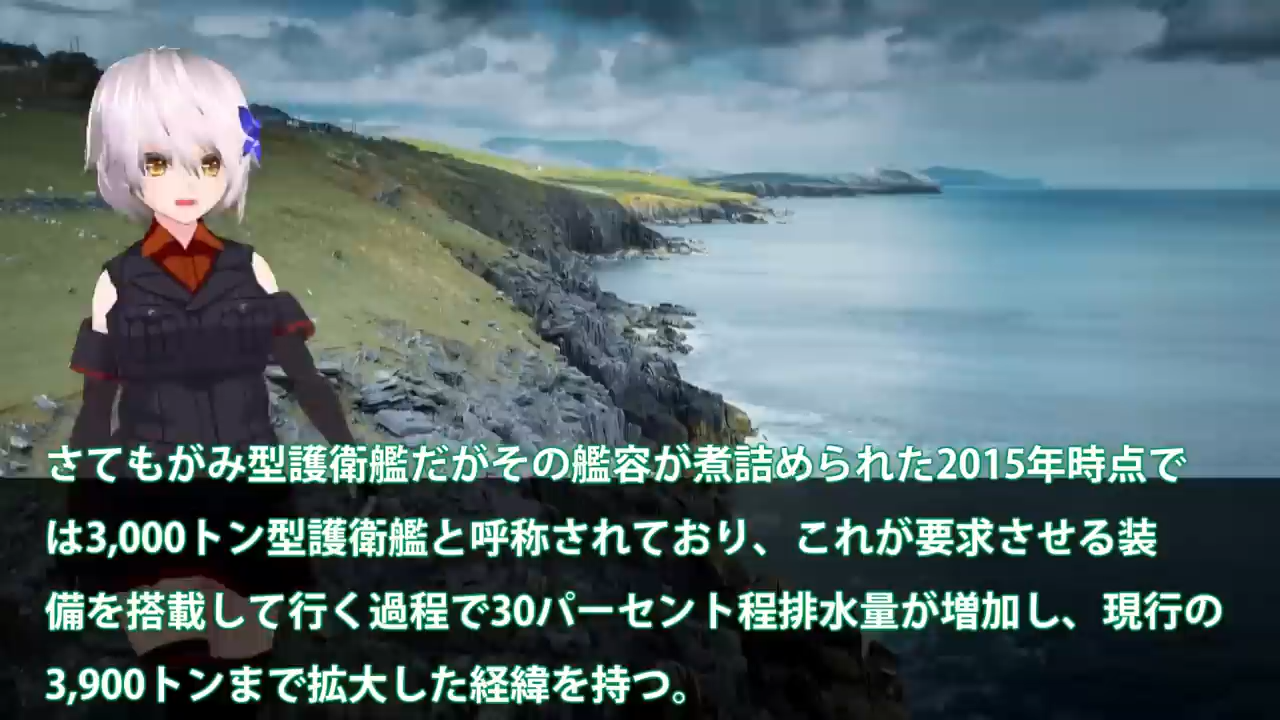 さてもがみ型護衛艦だがその艦容が煮詰められた2015年時点で
は3,000トン型護衛艦と呼称されており、これが要求させる装
備を搭載して行く過程で30パーセント程排水量が増加し、現行の
3,900トンまで拡大した経緯を持つ。